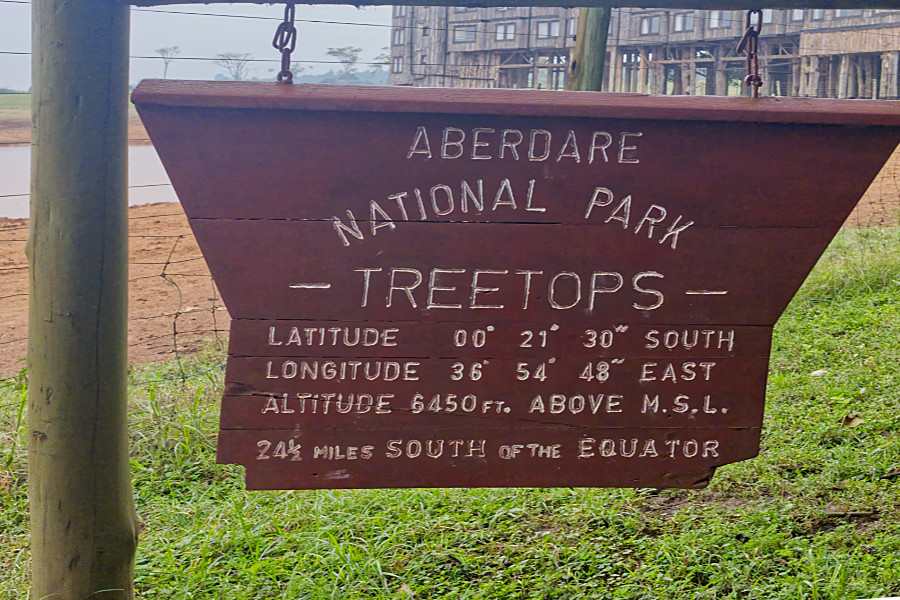 ABERDARE
NATIONAL PARK
— TREETOPS —
LATITUDE 00° 21° 30″ SOUTH
LONGITUDE 36° 54° 48″ EAST
ALTITUDE 6450 FT. ABOVE M.S.L.
24½ MILES SOUTH OF THE EQUATOR